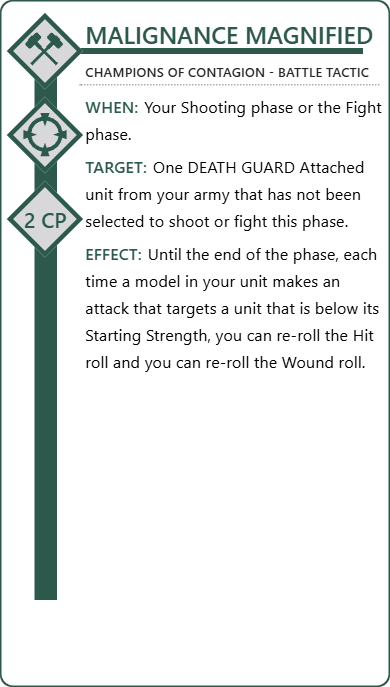 MALIGNANCE MAGNIFIED
CHAMPIONS OF CONTAGION - BATTLE TACTIC
WHEN: Your Shooting phase or the Fight
phase.
TARGET: One DEATH GUARD Attached
unit from your army that has not been
selected to shoot or fight this phase.
2 CP
EFFECT: Until the end of the phase, each
time a model in your unit makes an
attack that targets a unit that is below its
Starting Strength, you can re-roll the Hit
roll and you can re-roll the Wound roll.